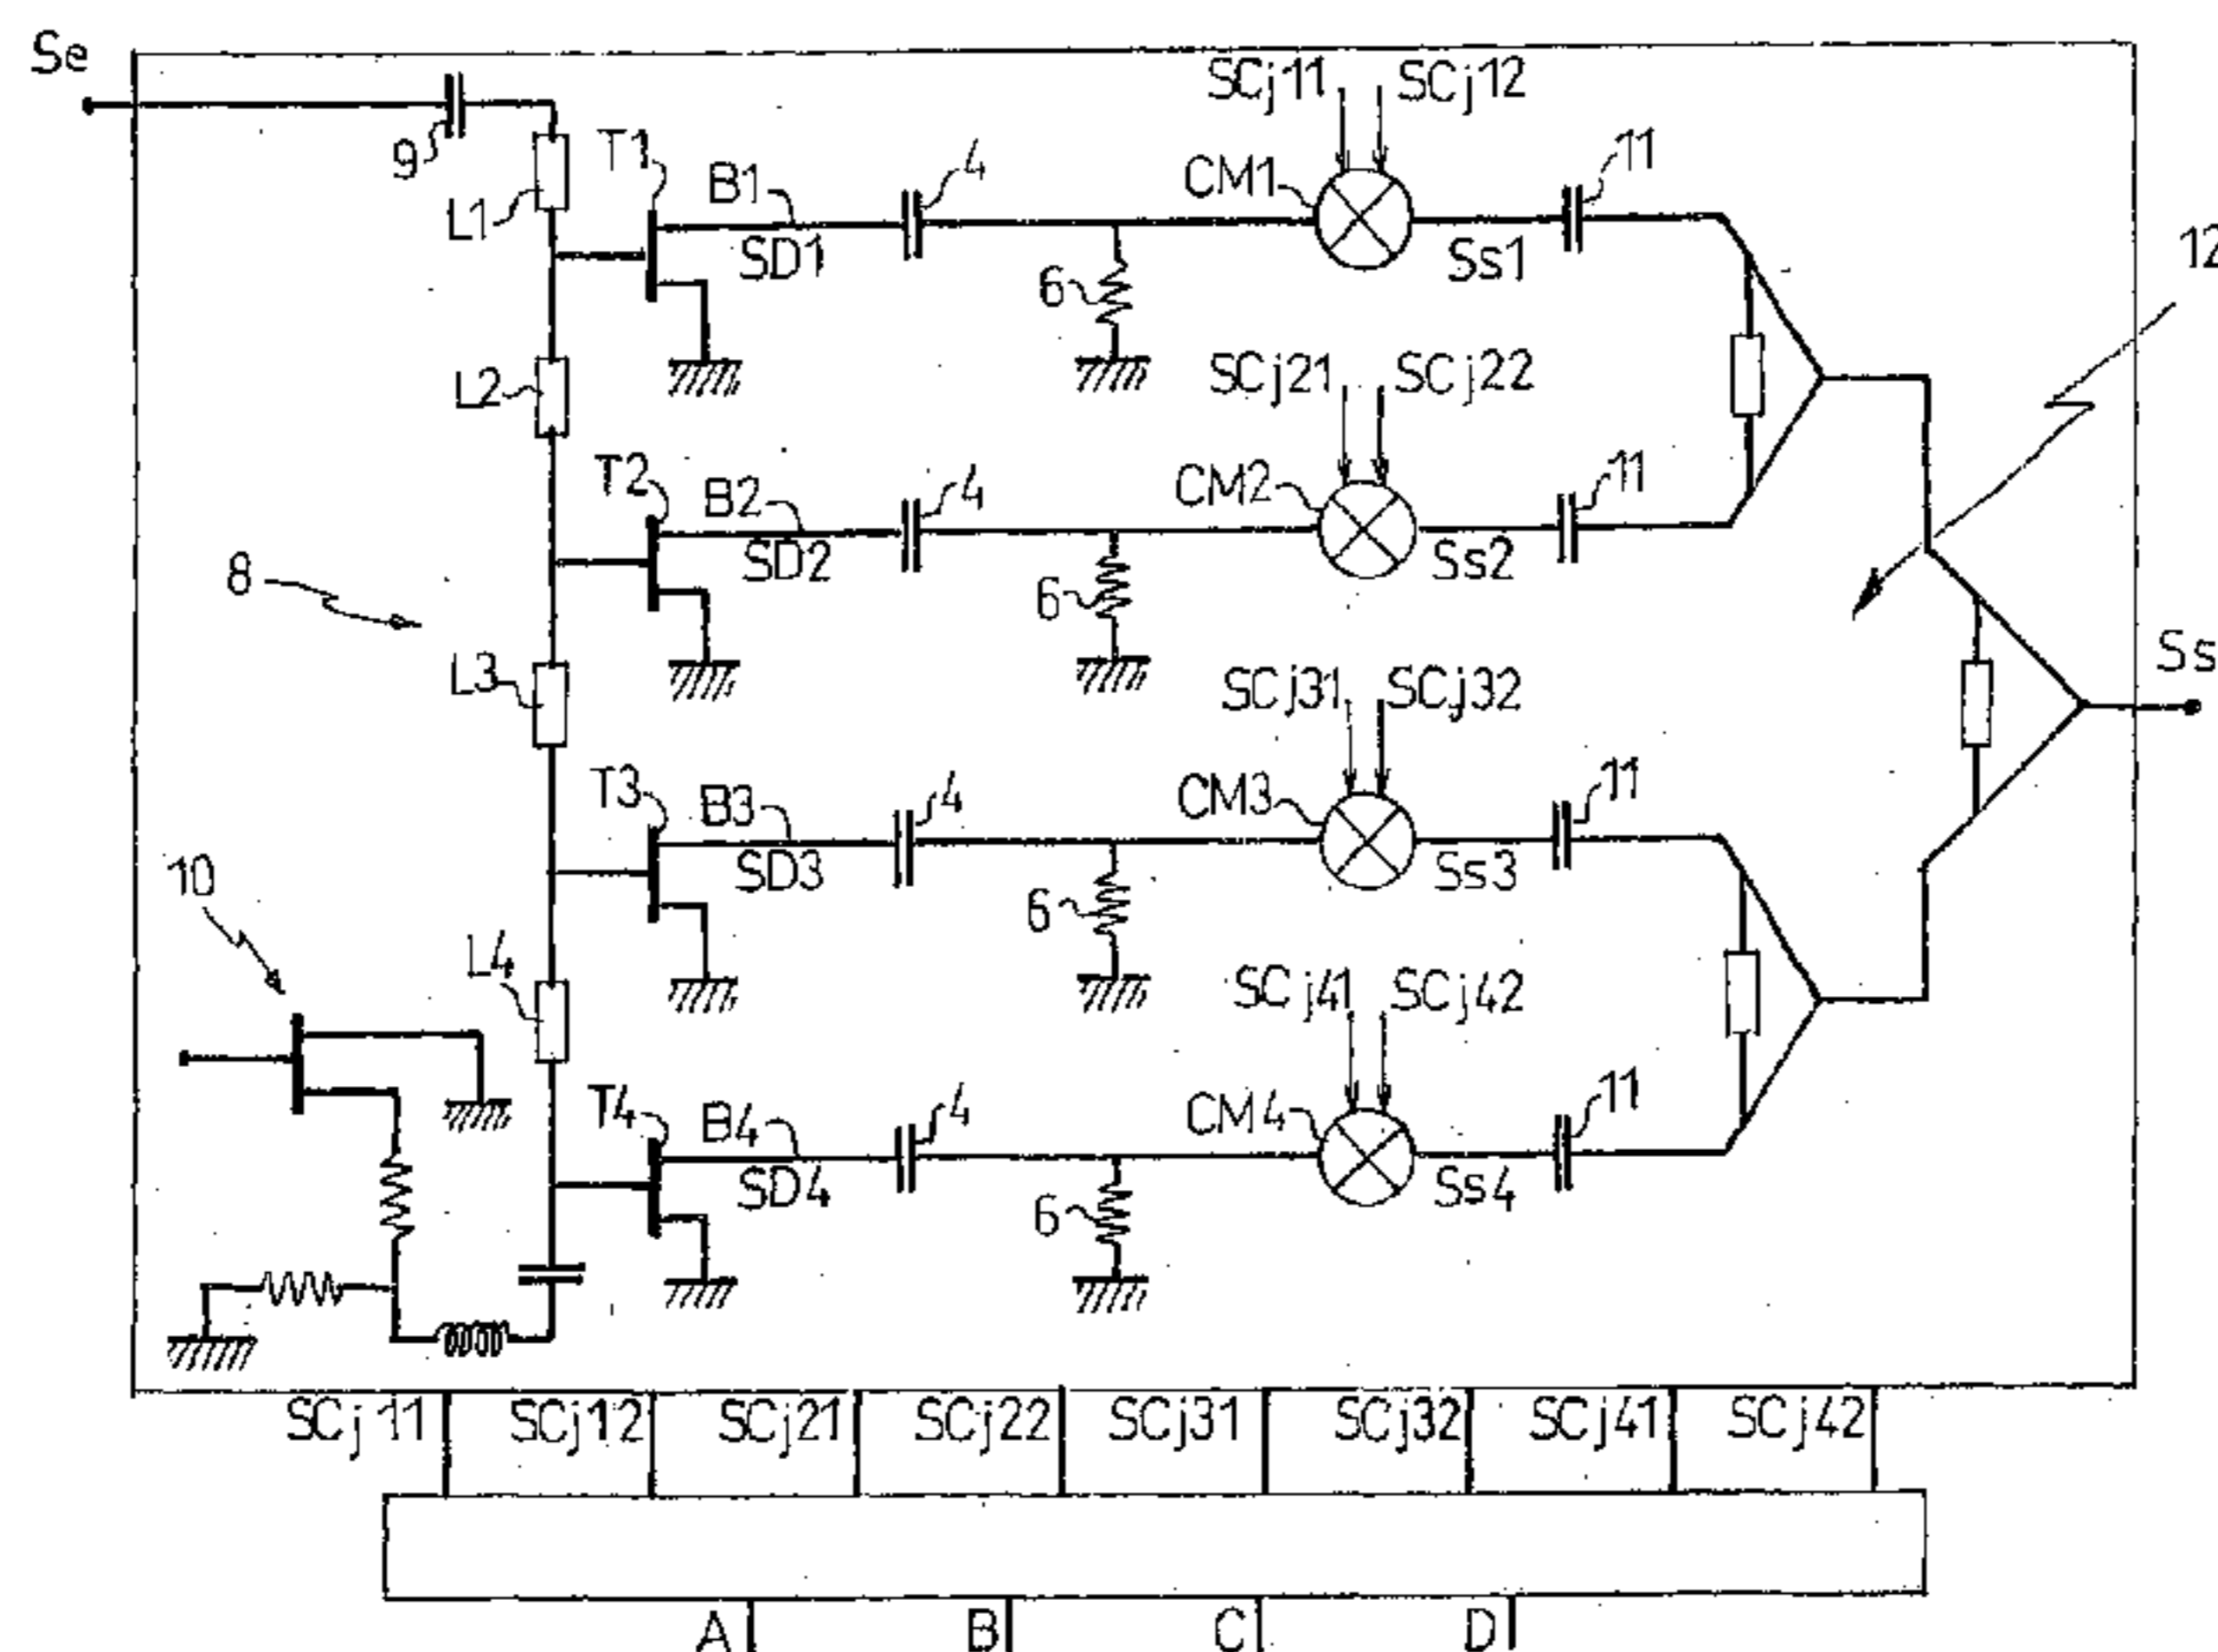 Se
SCj11 SCj12
9
T1
B1
4
CM1
11
L1
SD1
Ss1
12
6
L2
SCj21 SCj22
T2
B2
4
CM2
11
SD2
Ss2
8
6
L3
SCj31 SCj32
Ss
T3
B3
4
CM3
11
10
SD3
Ss3
6
L4
SCj41 SCj42
T4
B4
4
CM4
11
SD4
Ss4
6
SCj11 SCj12 SCj21 SCj22 SCj31 SCj32 SCj41 SCj42
A B C D